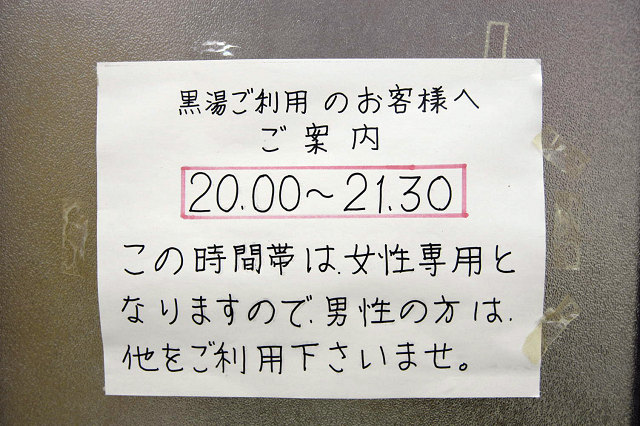 黒湯ご利用のお客様へ
ご案内
20.00～21.30
この時間帯は、女性専用と
なりますので、男性の方は、
他をご利用下さいませ。